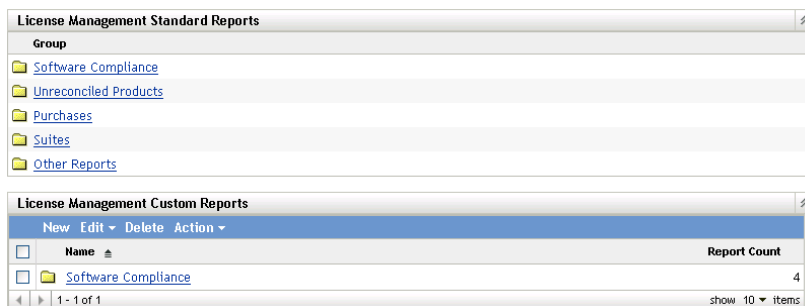 License Management Standard Reports
Group
Software Compliance
Unreconciled Products
Purchases
Suites
Other Reports
License Management Custom Reports
New Edit Delete Action
Name Report Count
Software Compliance 4
1 - 1 of 1 show 10 items